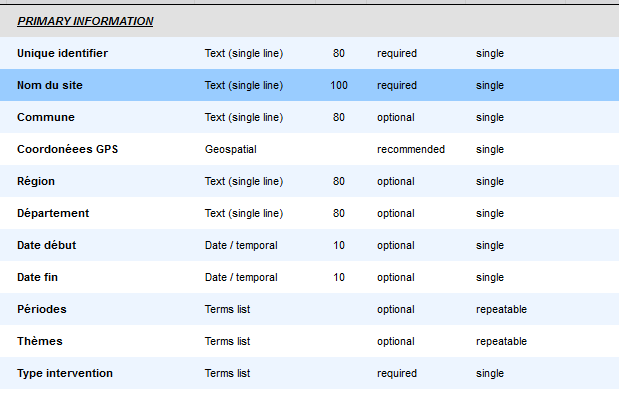 PRIMARY INFORMATION
Unique identifier Text (single line) 80 required single
Nom du site Text (single line) 100 required single
Commune Text (single line) 80 optional single
Coordonéees GPS Geospatial recommended single
Région Text (single line) 80 optional single
Département Text (single line) 80 optional single
Date début Date / temporal 10 optional single
Date fin Date / temporal 10 optional single
Périodes Terms list optional repeatable
Thèmes Terms list optional repeatable
Type intervention Terms list required single